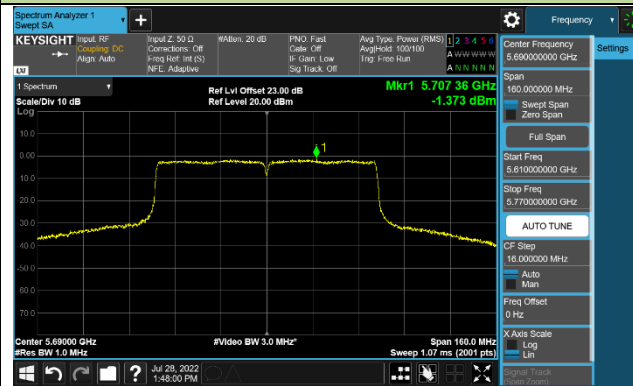 Spectrum Analyzer 1
Swept SA
Frequency
KEYSIGHT
Input: RF
Coupling: DC
Align: Auto
Input Z: 50 Ω
Corrections: Off
Freq Ref: Int (S)
NFE: Adaptive
#Atten: 20 dB
PNO: Fast
Gate: Off
IF Gain: Low
Sig Track: Off
Avg Type: Power (RMS)
Avg|Hold: 100/100
Trig: Free Run
1 2 3 4 5 6
A W W W W W
A N N N N N
LXI
1 Spectrum
Scale/Div 10 dB
Log
Ref Lvl Offset 23.00 dB
Ref Level 20.00 dBm
Mkr1 5.707 36 GHz
-1.373 dBm
10.0
0.00
-10.0
-20.0
-30.0
-40.0
-50.0
-60.0
-70.0
1
Center 5.69000 GHz
#Res BW 1.0 MHz
#Video BW 3.0 MHz*
Span 160.0 MHz
Sweep 1.07 ms (2001 pts)
Jul 28, 2022
1:48:00 PM
Center Frequency
5.690000000 GHz
Span
160.000000 MHz
Swept Span
Zero Span
Full Span
Start Freq
5.610000000 GHz
Stop Freq
5.770000000 GHz
AUTO TUNE
CF Step
16.000000 MHz
Auto
Man
Freq Offset
0 Hz
X Axis Scale
Log
Lin
Signal Track
(Span Zoom)
Settings